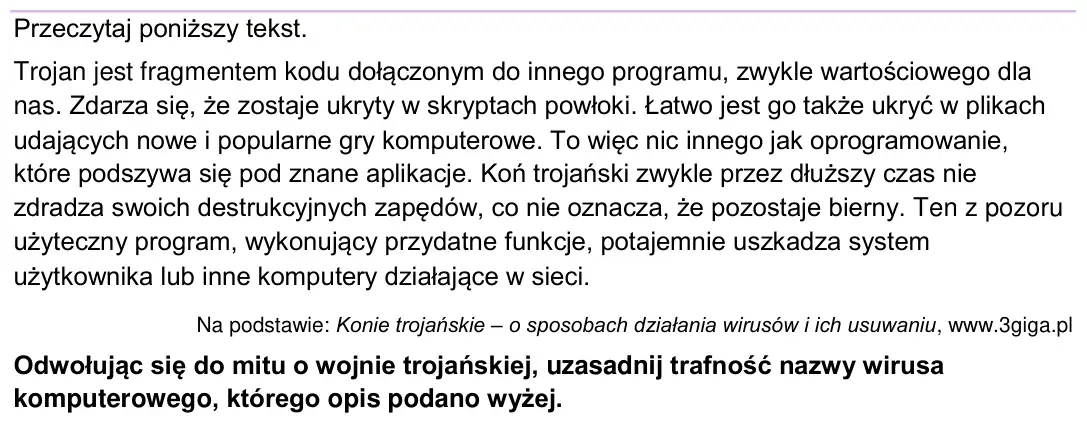 Przeczytaj poniższy tekst.
Trojan jest fragmentem kodu dołączonym do innego programu, zwykle wartościowego dla
nas. Zdarza się, że zostaje ukryty w skryptach powłoki. Łatwo jest go także ukryć w plikach
udających nowe i popularne gry komputerowe. To więc nic innego jak oprogramowanie,
które podszywa się pod znane aplikacje. Koń trojański zwykle przez dłuższy czas nie
zdradza swoich destrukcyjnych zapędów, co nie oznacza, że pozostaje bierny. Ten z pozoru
użyteczny program, wykonujący przydatne funkcje, potajemnie uszkadza system
użytkownika lub inne komputery działające w sieci.
Na podstawie: Konie trojańskie – o sposobach działania wirusów i ich usuwaniu, www.3giga.pl
Odwołując się do mitu o wojnie trojańskiej, uzasadnij trafność nazwy wirusa
komputerowego, którego opis podano wyżej.